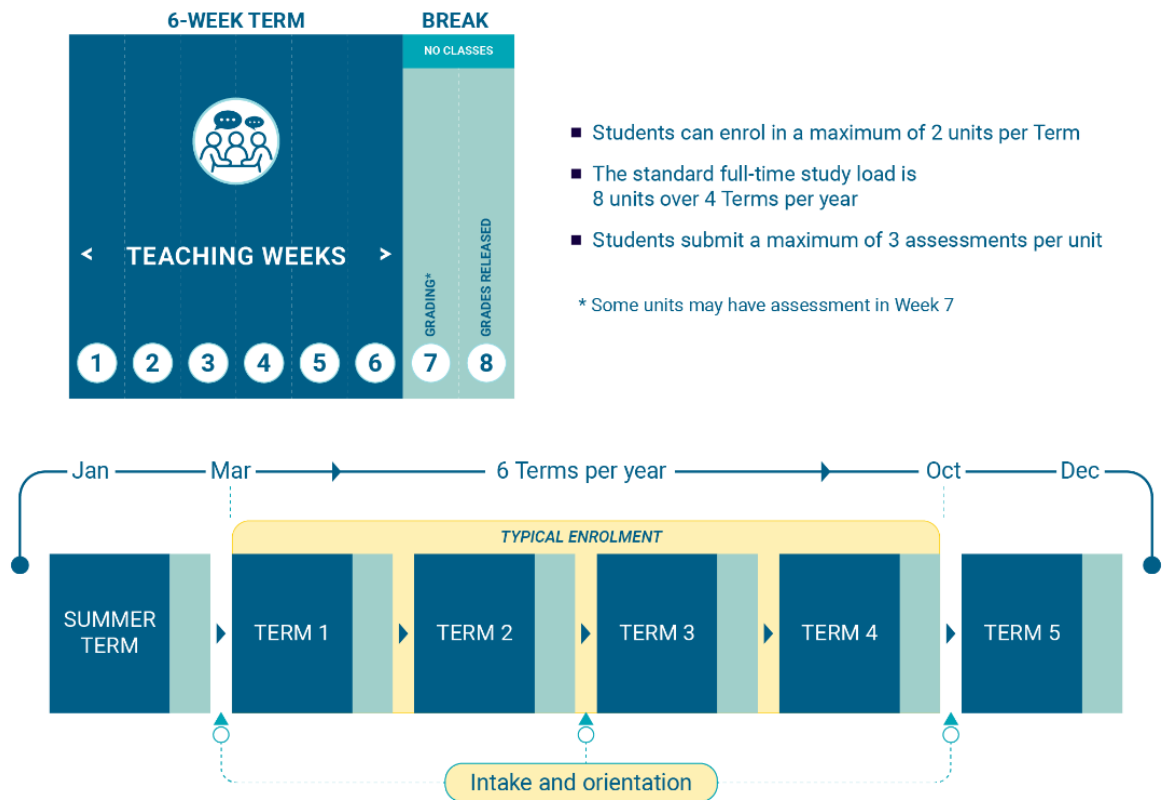 6-WEEK TERM
BREAK
NO CLASSES
< TEACHING WEEKS >
GRADING*
GRADES RELEASED
1 2 3 4 5 6 7 8
Students can enrol in a maximum of 2 units per Term
The standard full-time study load is
8 units over 4 Terms per year
Students submit a maximum of 3 assessments per unit
* Some units may have assessment in Week 7
Jan Mar 6 Terms per year Oct Dec
TYPICAL ENROLMENT
SUMMER
TERM
TERM 1
TERM 2
TERM 3
TERM 4
TERM 5
Intake and orientation